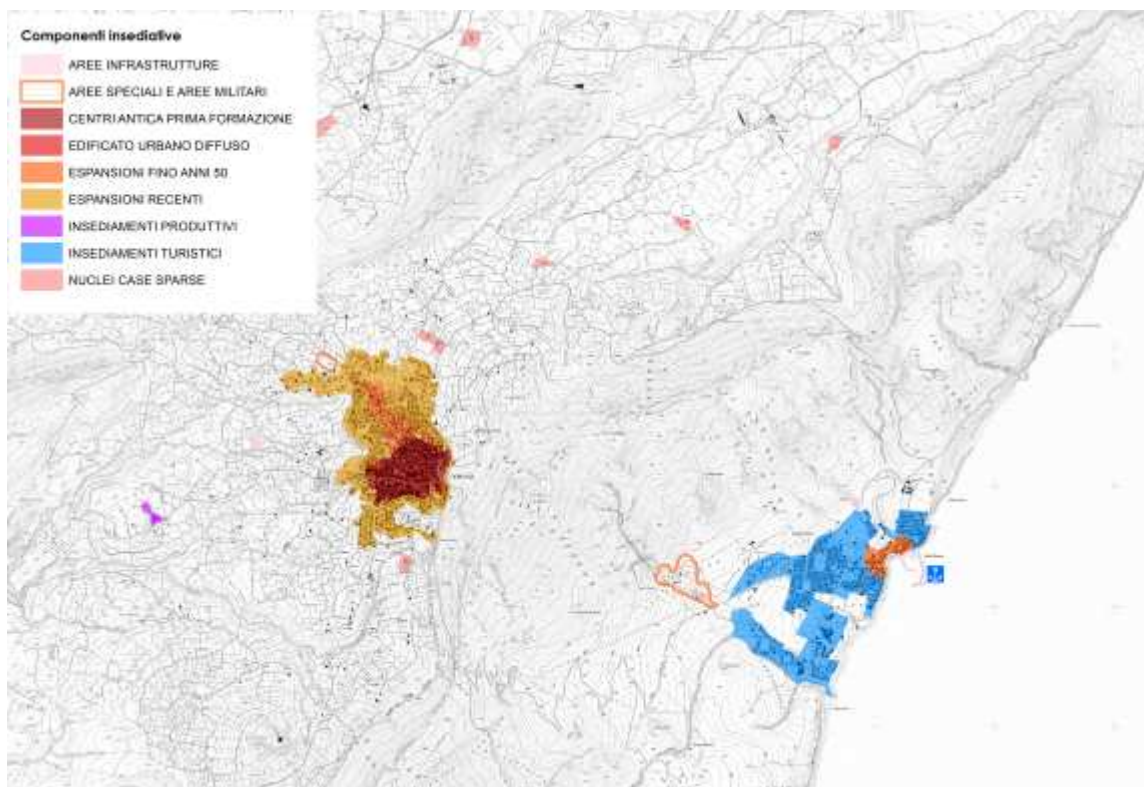 Componenti insediative
AREE INFRASTRUTTURE
AREE SPECIALI E AREE MILITARI
CENTRI ANTICA PRIMA FORMAZIONE
EDIFICATO URBANO DIFFUSO
ESPANSIONI FINO ANNI 50
ESPANSIONI RECENTI
INSEDIAMENTI PRODUTTIVI
INSEDIAMENTI TURISTICI
NUCLEI CASE SPARSE